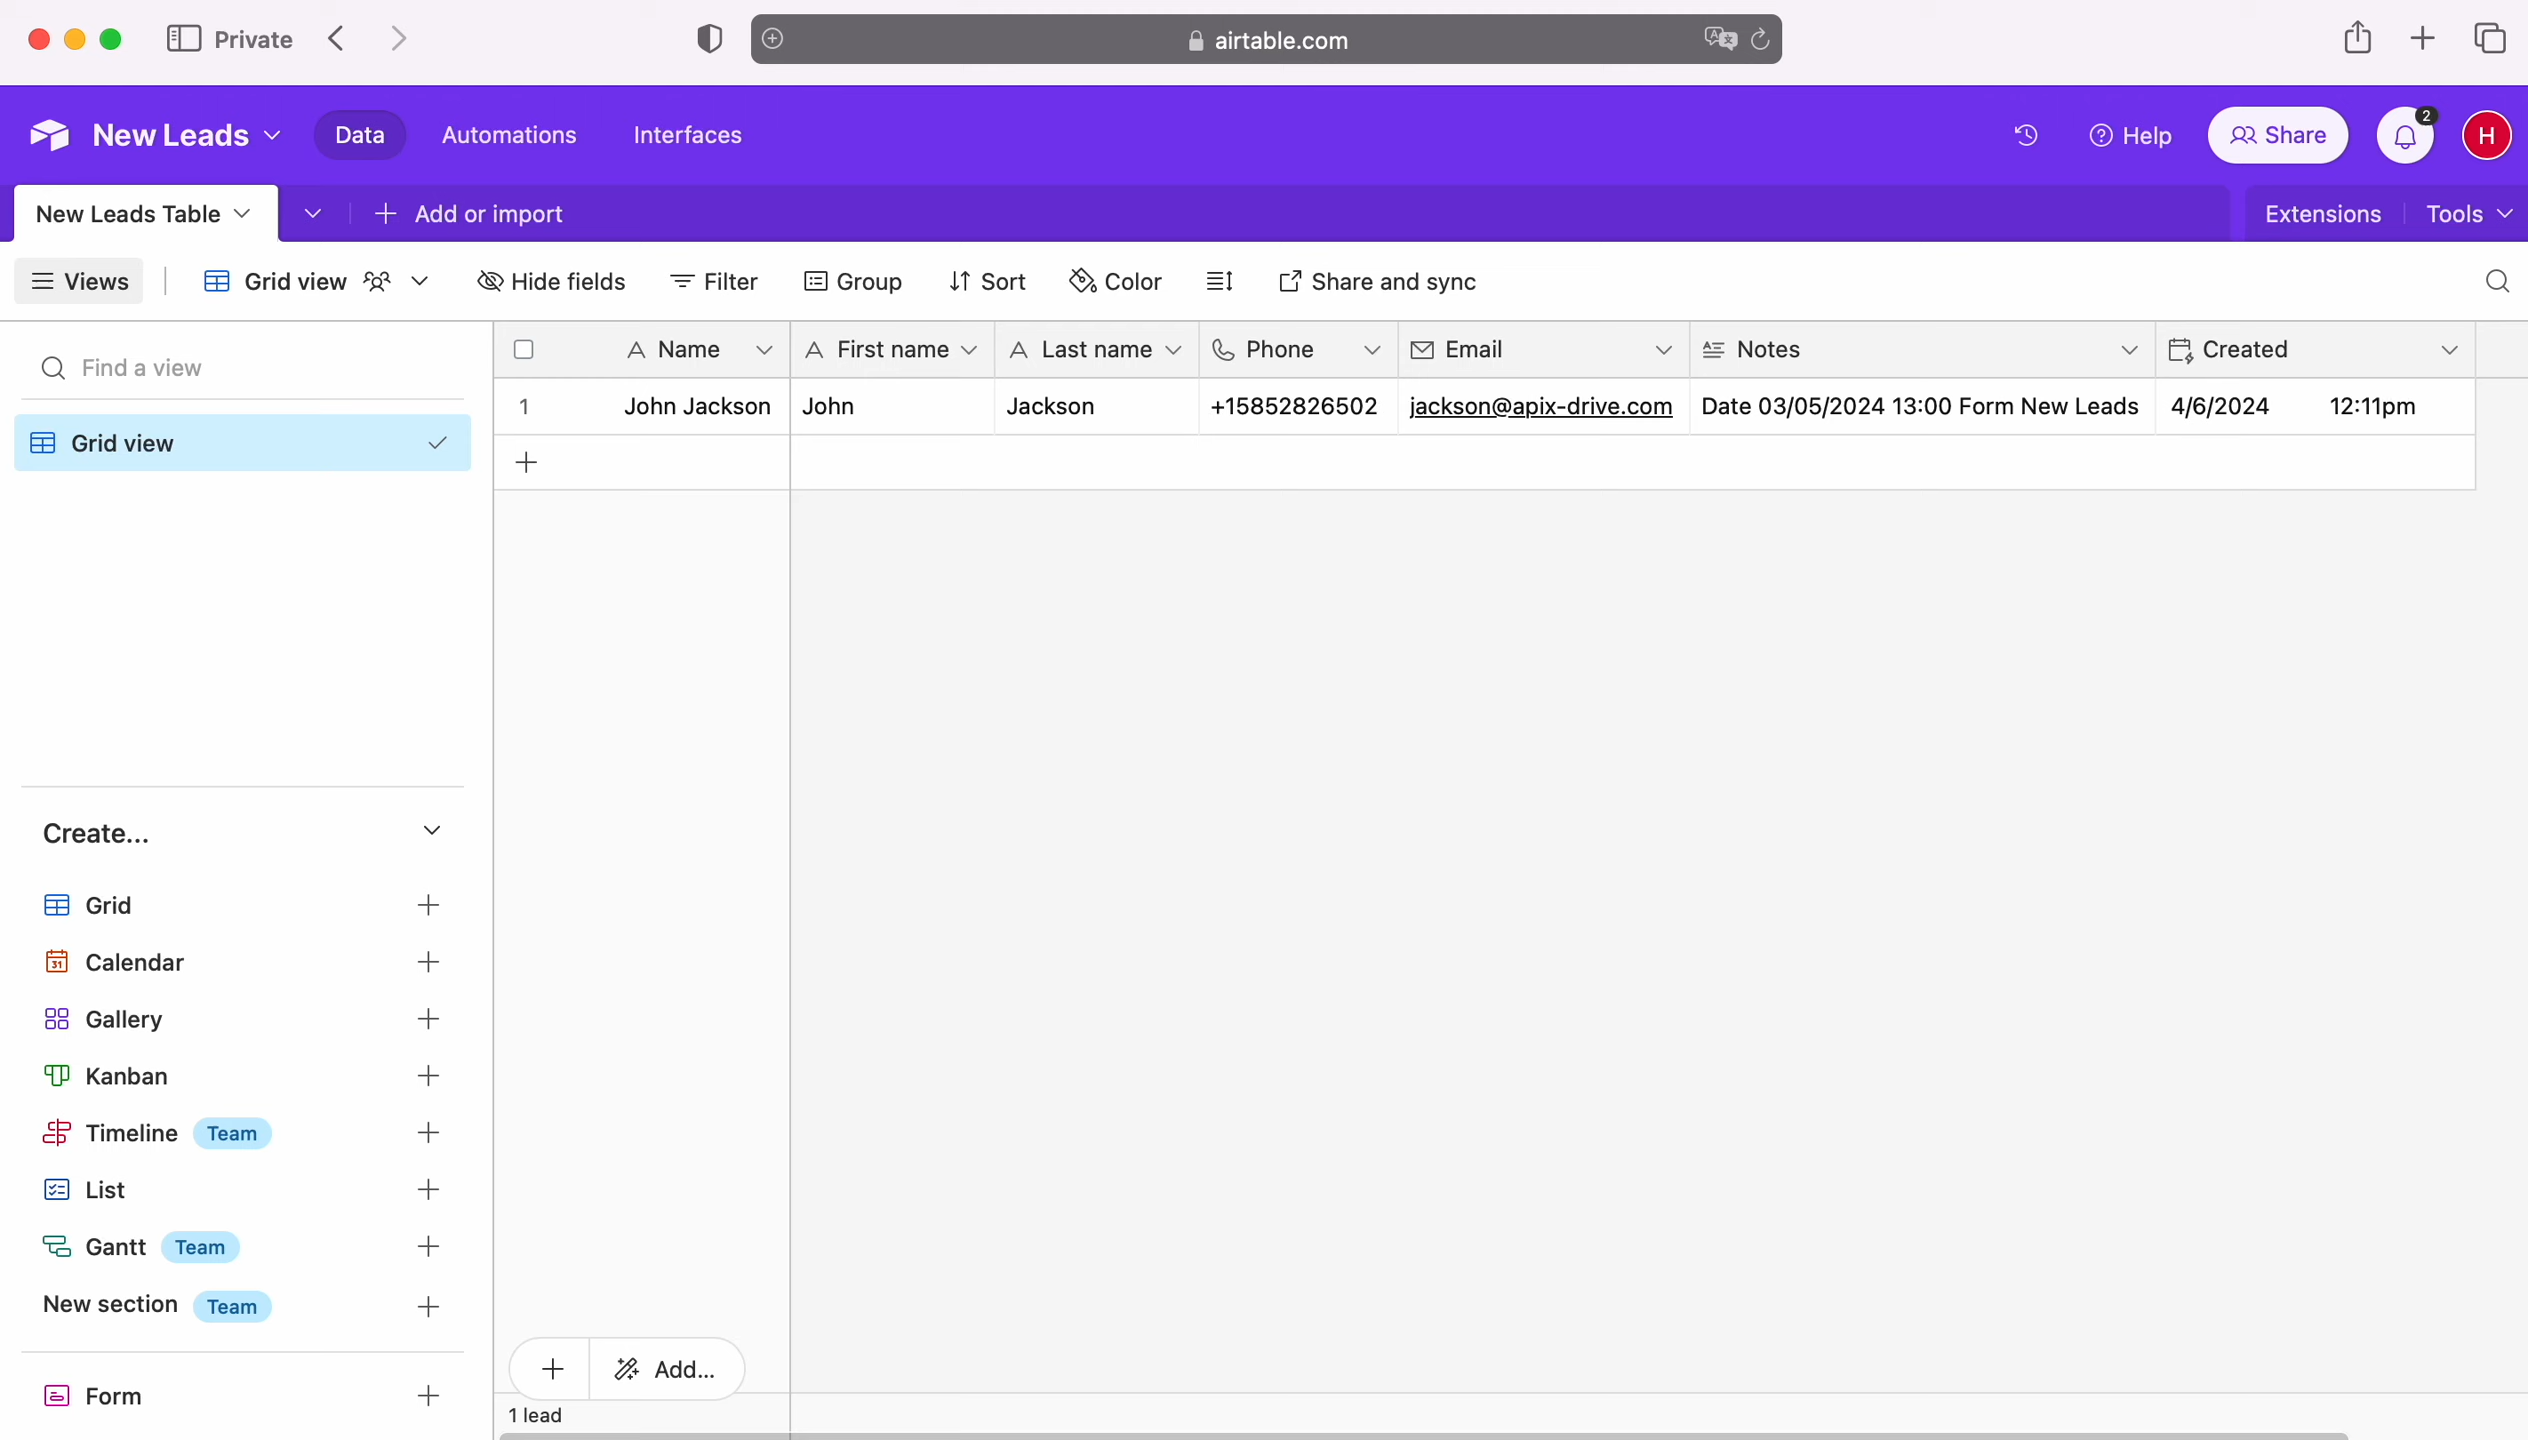 Private
airtable.com
New Leads
Data
Automations
Interfaces
Help
Share
2
H
New Leads Table
Add or import
Extensions
Tools
Views
Grid view
Hide fields
Filter
Group
Sort
Color
Share and sync
Find a view
Grid view
Name
First name
Last name
Phone
Email
Notes
Created
1
John Jackson
John
Jackson
+15852826502
jackson@apix-drive.com
Date 03/05/2024 13:00 Form New Leads
4/6/2024
12:11pm
Create...
Grid
Calendar
Gallery
Kanban
Timeline Team
List
Gantt Team
New section Team
Form
Add...
1 lead